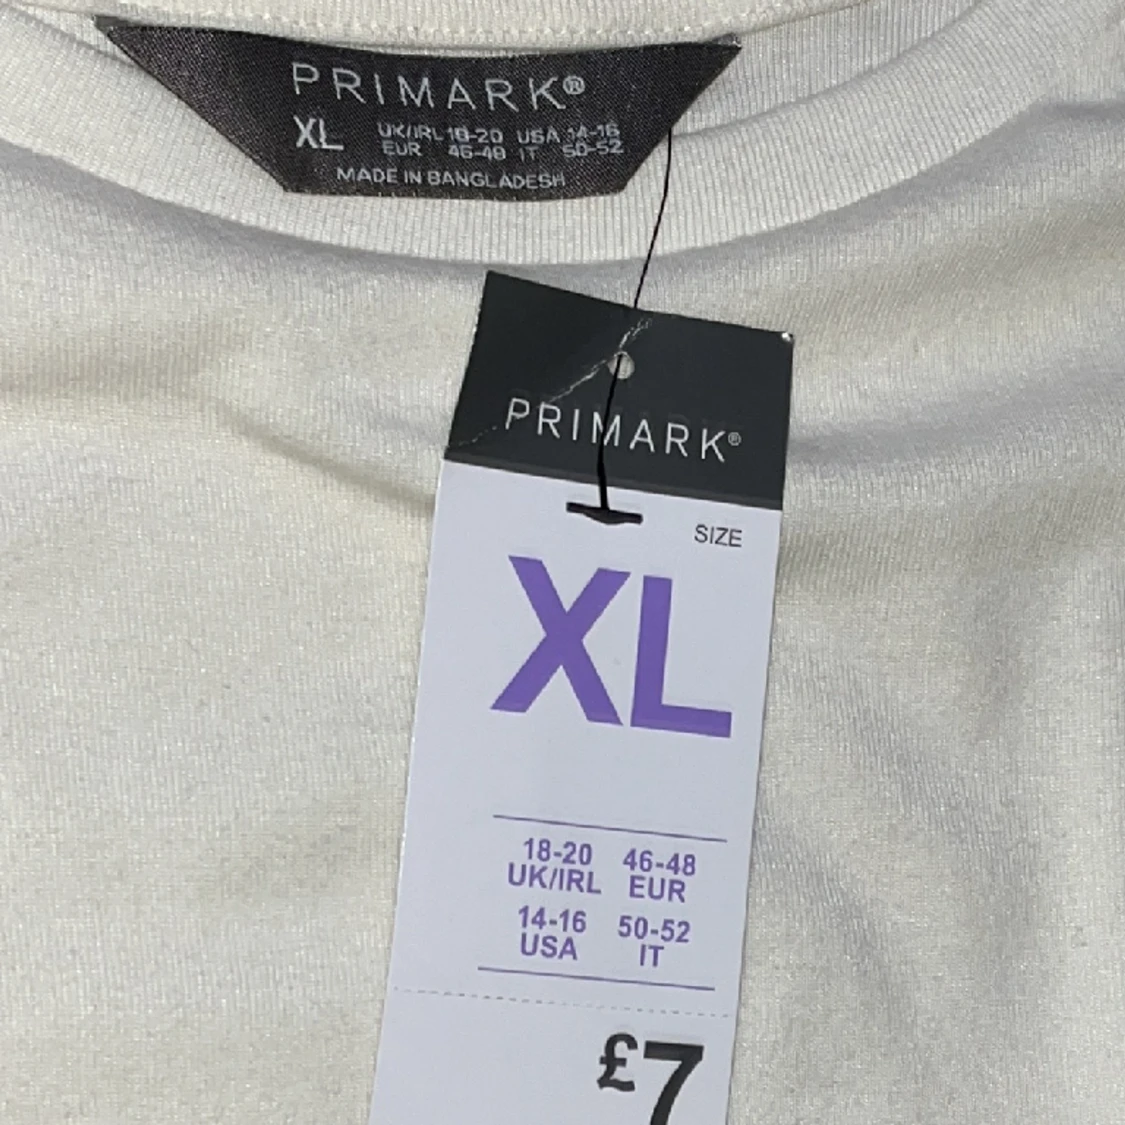 PRIMARK®
XL UK/IRL 18-20 USA 14-16
EUR 46-48 IT 50-52
MADE IN BANGLADESH
PRIMARK®
SIZE
XL
18-20 46-48
UK/IRL EUR
14-16 50-52
USA IT
£7